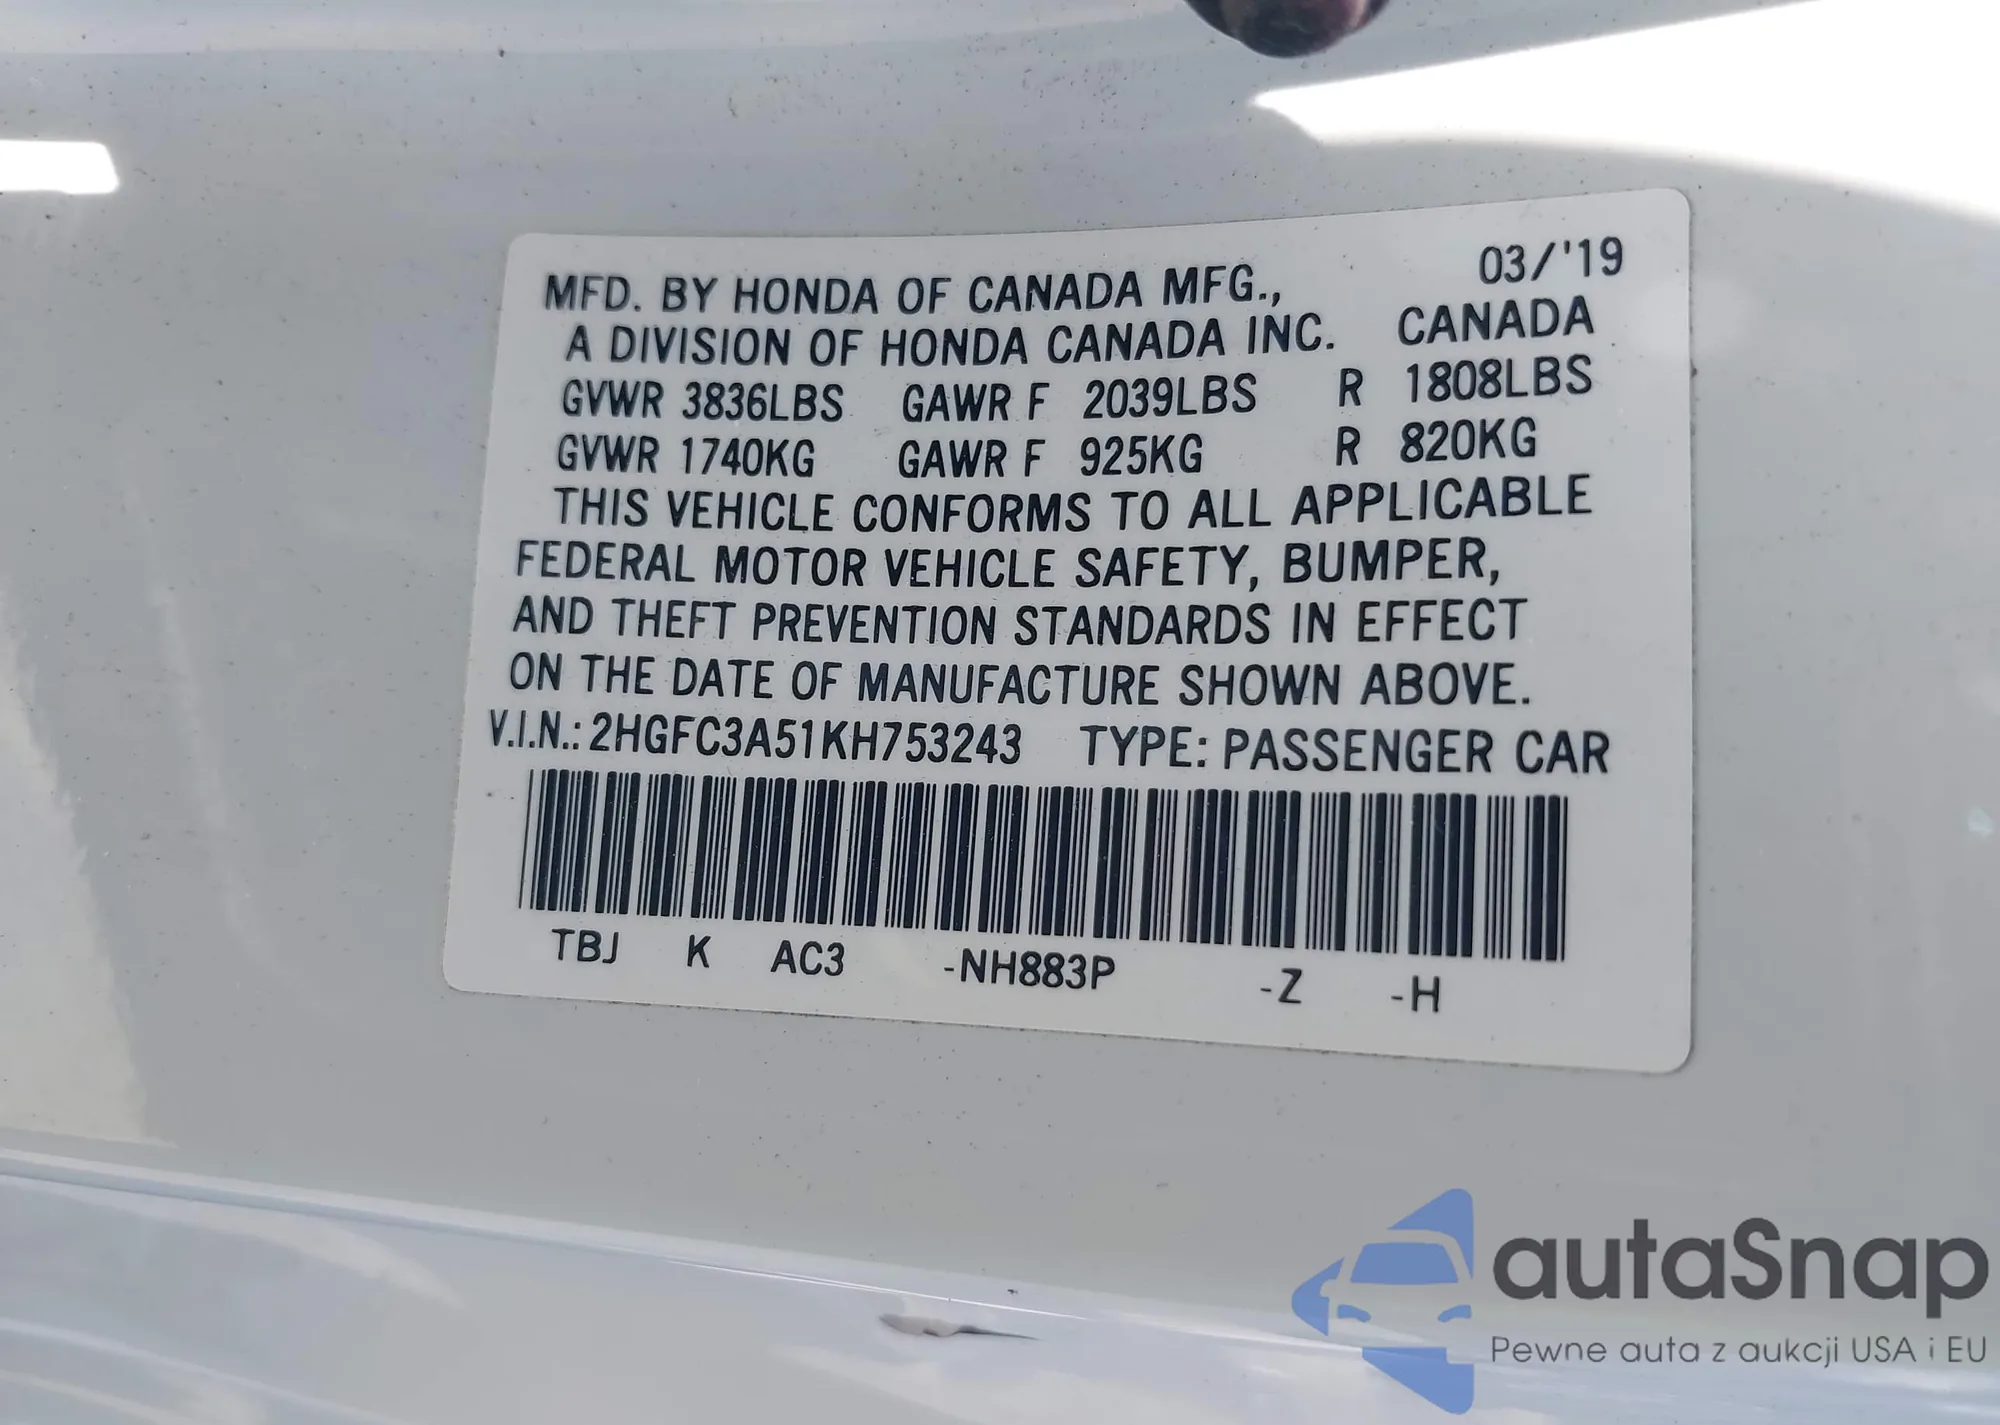 03/'19
MFD. BY HONDA OF CANADA MFG.,
A DIVISION OF HONDA CANADA INC. CANADA
GVWR 3836LBS GAWR F 2039LBS R 1808LBS
GVWR 1740KG GAWR F 925KG R 820KG
THIS VEHICLE CONFORMS TO ALL APPLICABLE
FEDERAL MOTOR VEHICLE SAFETY, BUMPER,
AND THEFT PREVENTION STANDARDS IN EFFECT
ON THE DATE OF MANUFACTURE SHOWN ABOVE.
V.I.N.: 2HGFC3A51KH753243 TYPE: PASSENGER CAR
TBJ K AC3 -NH883P -Z -H
autaSnap
Pewne auta z aukcji USA i EU